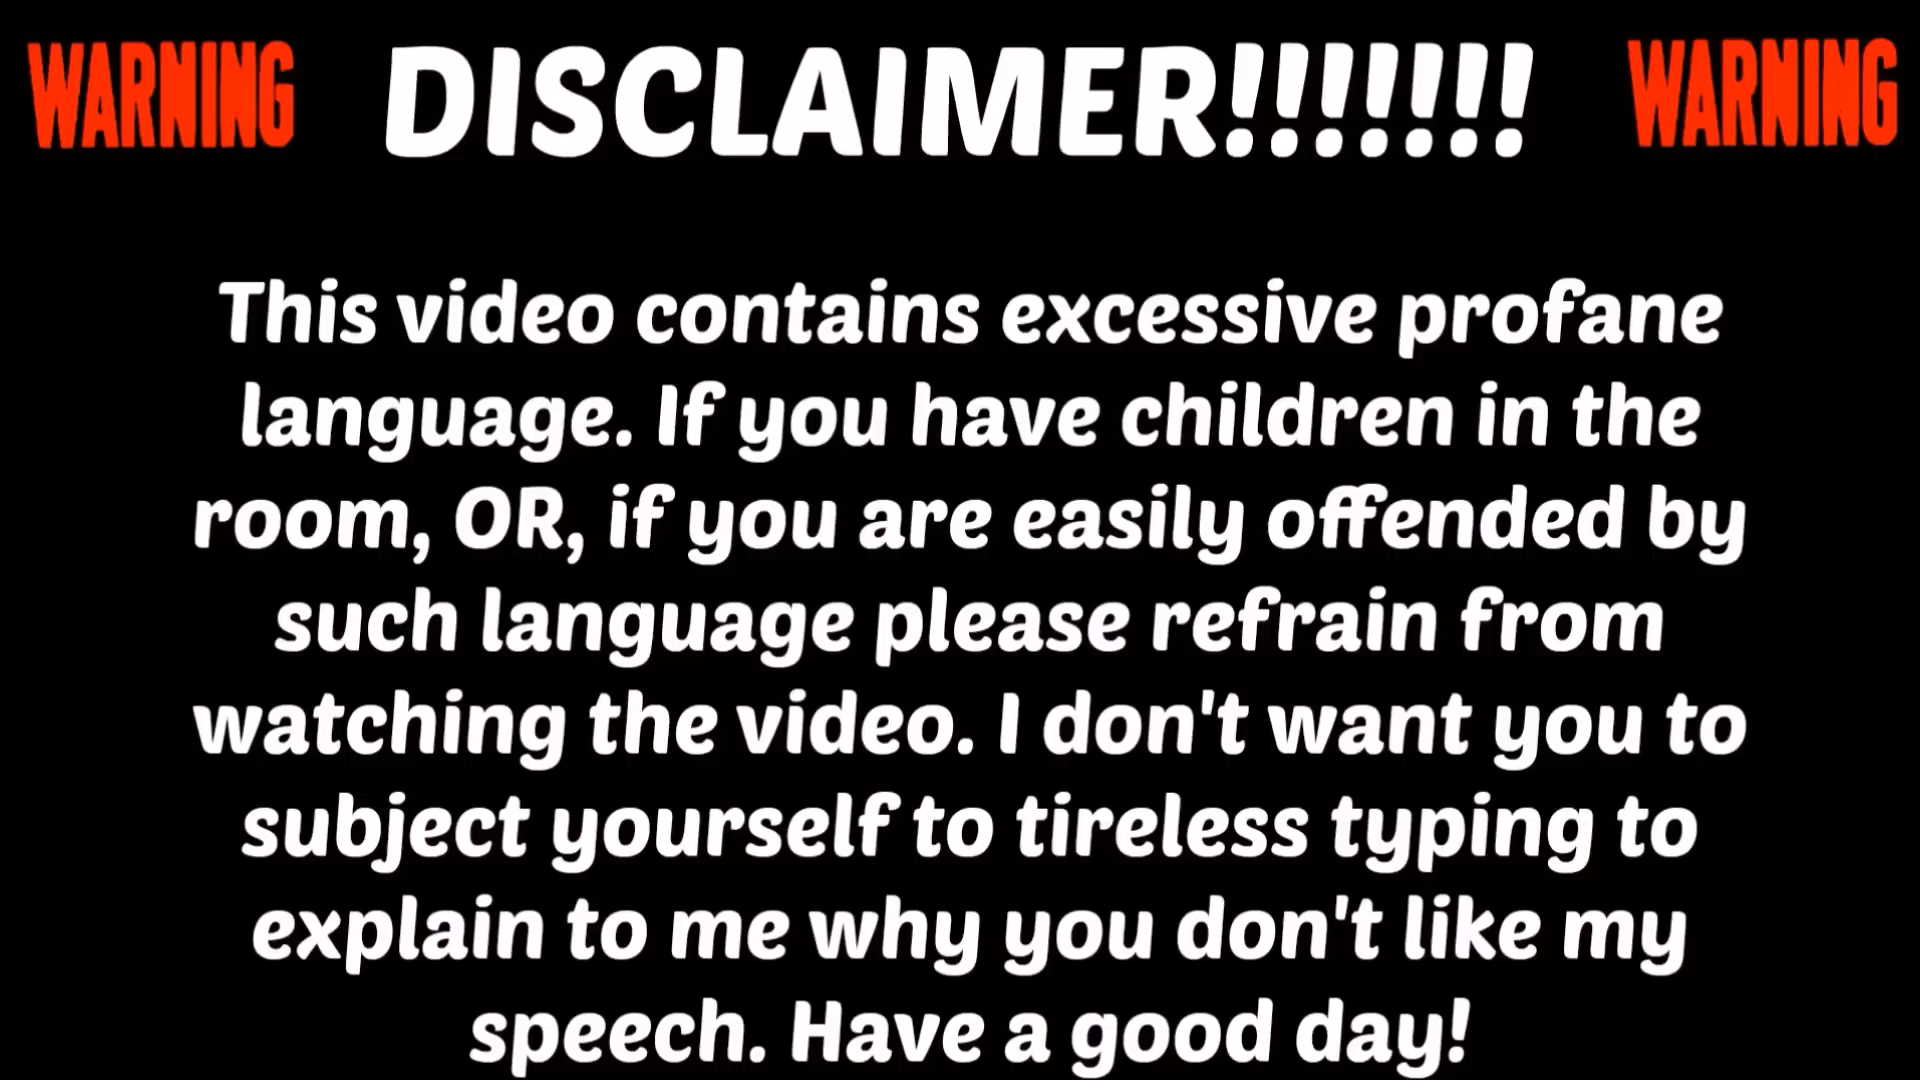 WARNING DISCLAIMER!!!!!!! WARNING
This video contains excessive profane
language. If you have children in the
room, OR, if you are easily offended by
such language please refrain from
watching the video. I don't want you to
subject yourself to tireless typing to
explain to me why you don't like my
speech. Have a good day!